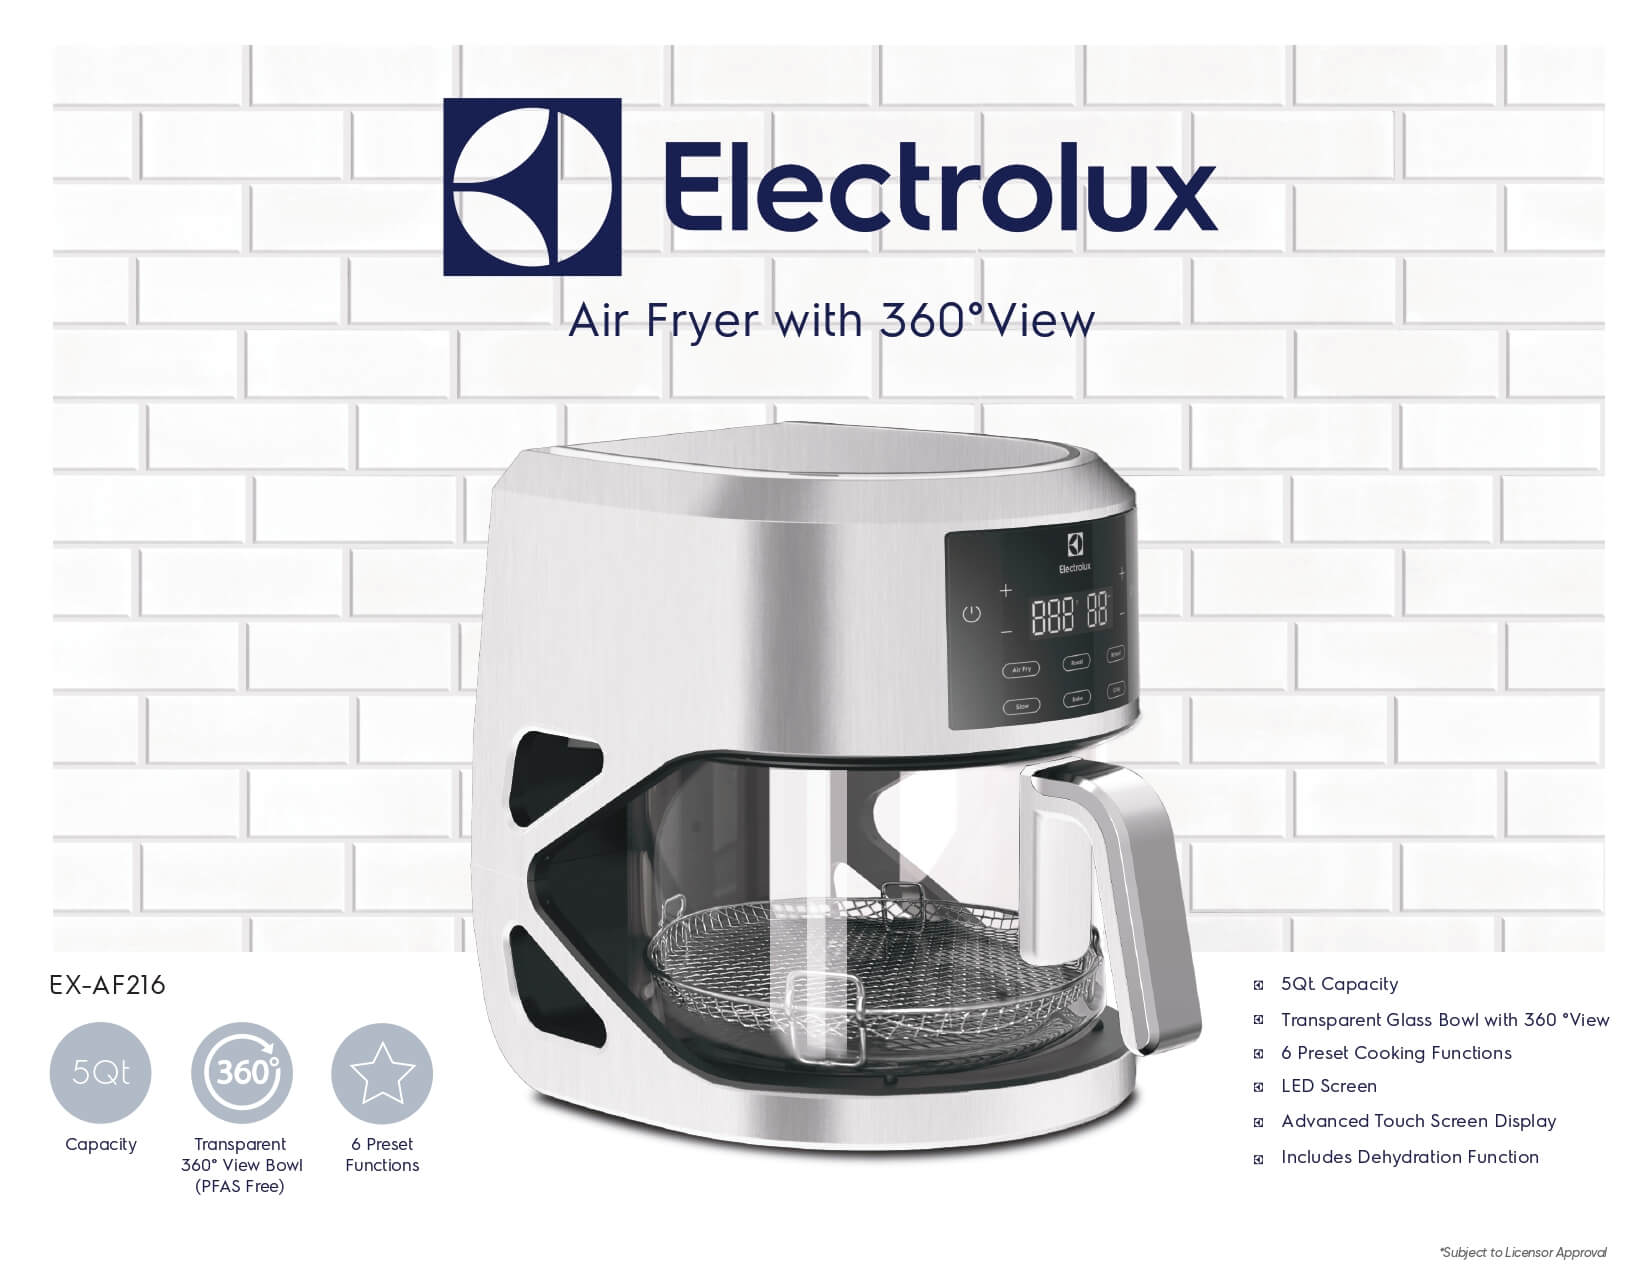 Electrolux
Air Fryer with 360°View
Electrolux
888 88
Air Fry Roast Broil
Slow Bake
EX-AF216
5Qt
Capacity
360°
Transparent
360° View Bowl
(PFAS Free)
6 Preset
Functions
5Qt. Capacity
Transparent Glass Bowl with 360 °View
6 Preset Cooking Functions
LED Screen
Advanced Touch Screen Display
Includes Dehydration Function
*Subject to Licensor Approval